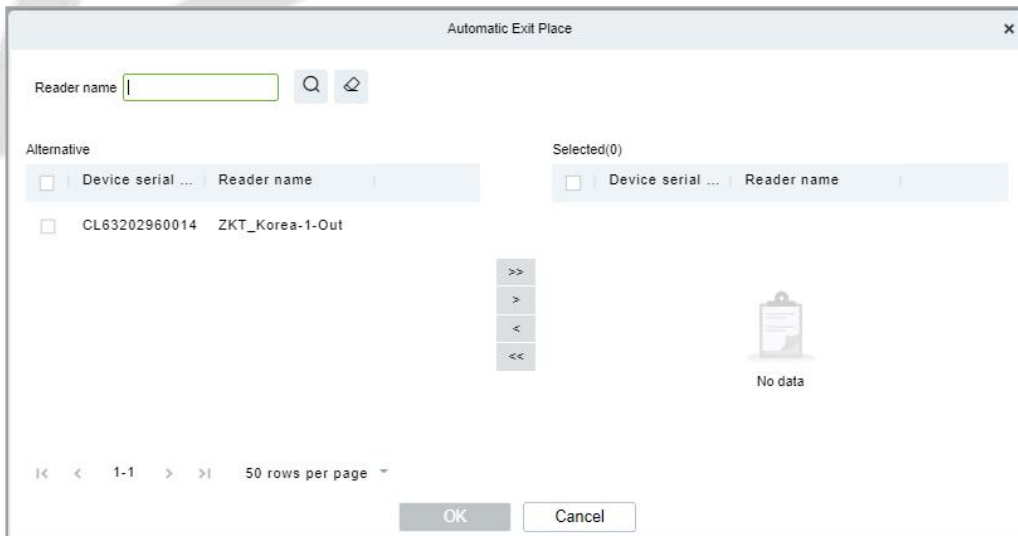 Automatic Exit Place
Reader name
Alternative
Device serial ... Reader name
CL63202960014 ZKT_Korea-1-Out
>>
>
<
<<
Selected(0)
Device serial ... Reader name
No data
|< < 1-1 > >| 50 rows per page
OK Cancel